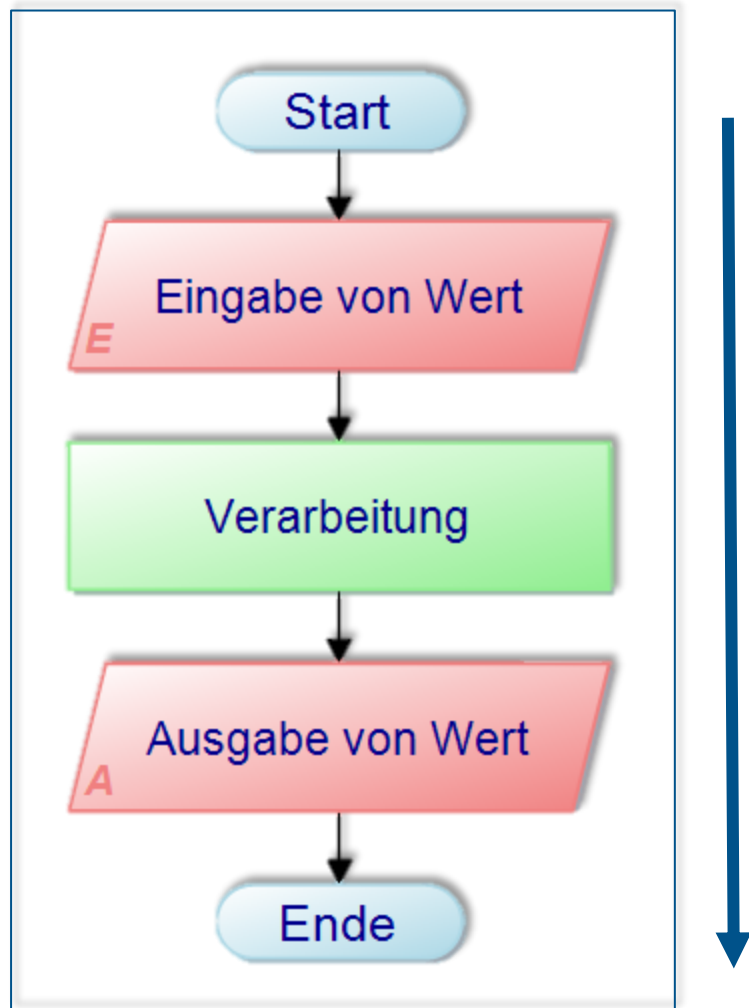 Start
Eingabe von Wert
E
Verarbeitung
Ausgabe von Wert
A
Ende